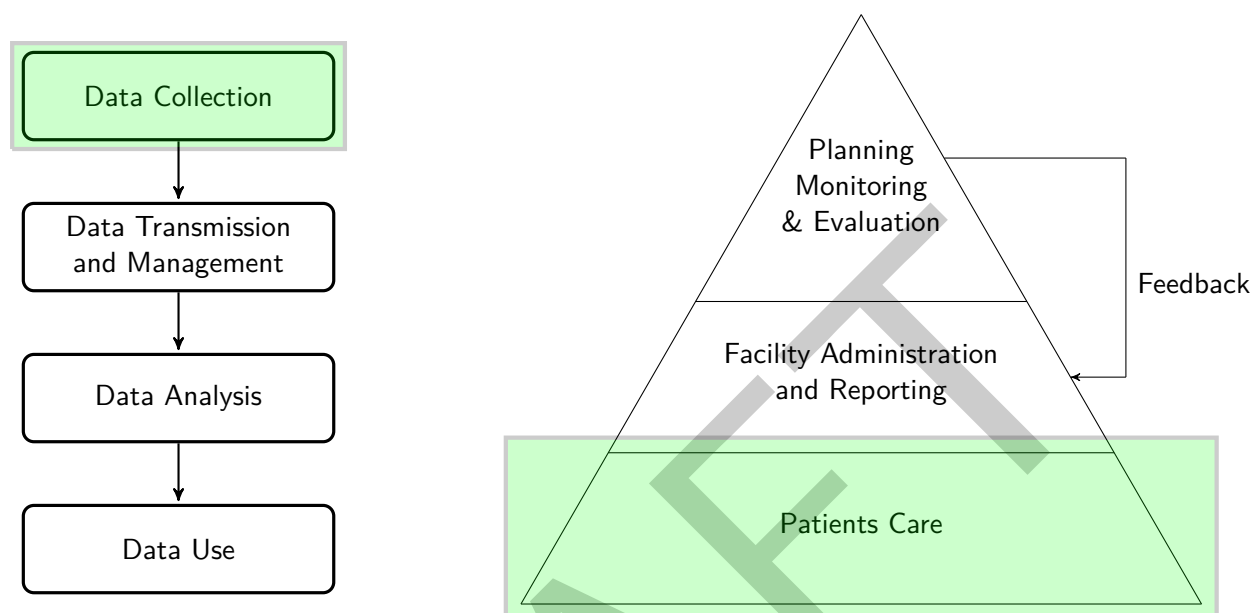 Data Collection
Data Transmission
and Management
Data Analysis
Data Use
Planning
Monitoring
& Evaluation
Feedback
Facility Administration
and Reporting
Patients Care